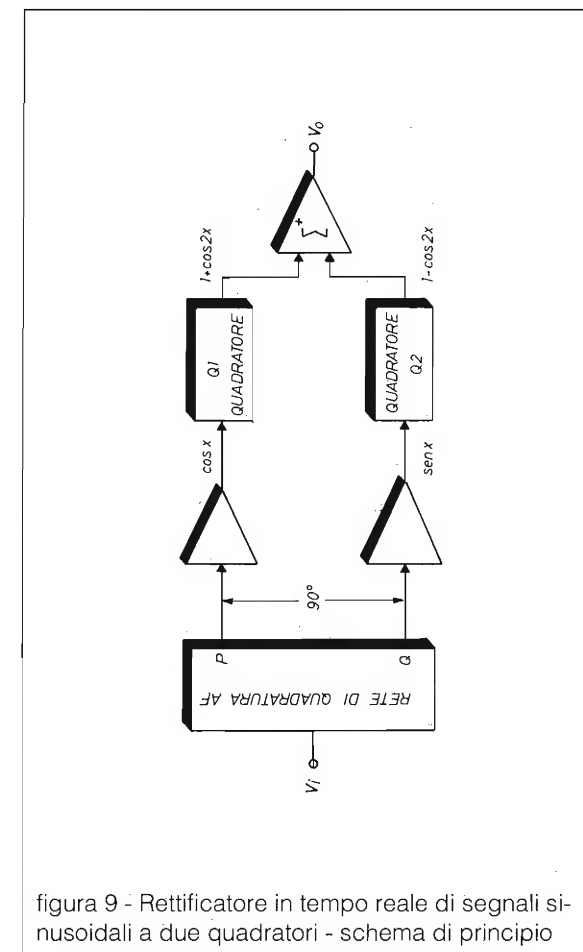 Vi
RETE DI QUADRATURA AF
P
Q
90°
cos x
sen x
Q1
QUADRATORE
QUADRATORE
Q2
1+cos2x
1-cos2x
Σ+
Vo
figura 9 - Rettificatore in tempo reale di segnali si-
nusoidali a due quadratori - schema di principio